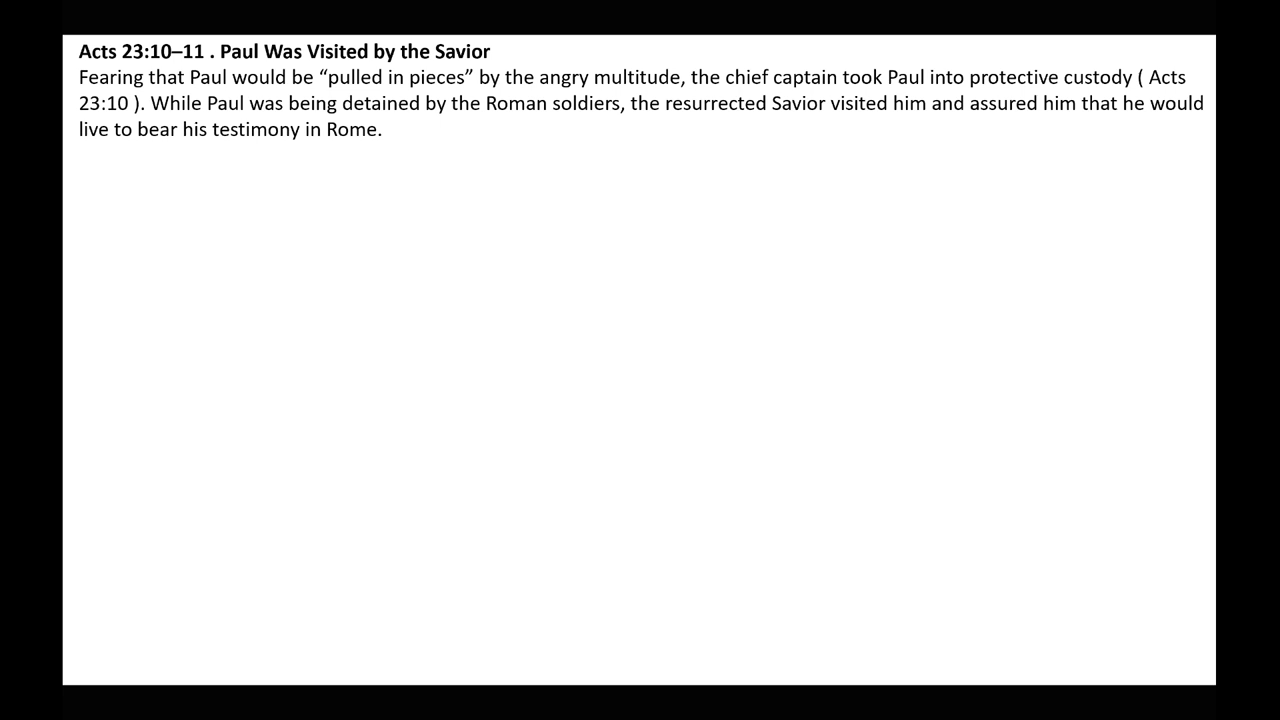 Acts 23:10–11 . Paul Was Visited by the Savior
Fearing that Paul would be “pulled in pieces” by the angry multitude, the chief captain took Paul into protective custody ( Acts
23:10 ). While Paul was being detained by the Roman soldiers, the resurrected Savior visited him and assured him that he would
live to bear his testimony in Rome.